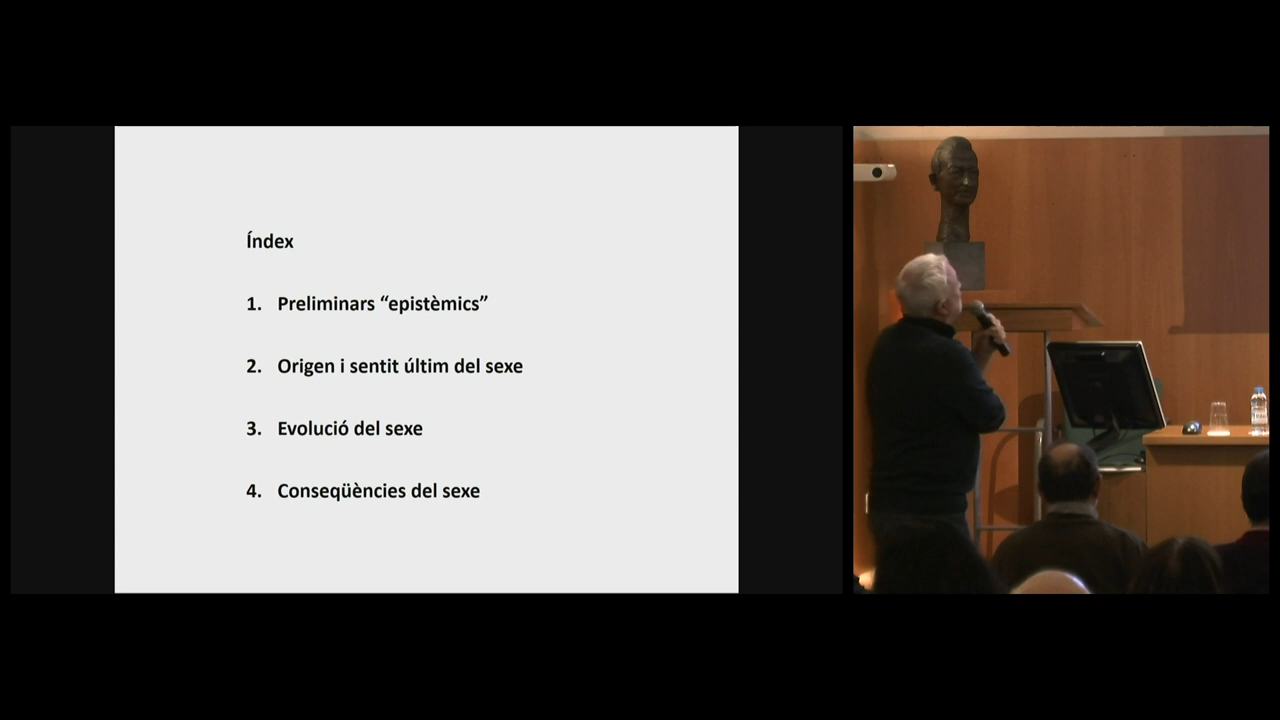 Índex
1. Preliminars “epistèmics”
2. Origen i sentit últim del sexe
3. Evolució del sexe
4. Conseqüències del sexe